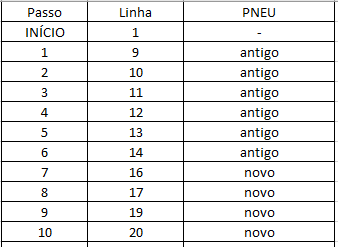 Passo Linha PNEU
INÍCIO 1 -
1 9 antigo
2 10 antigo
3 11 antigo
4 12 antigo
5 13 antigo
6 14 antigo
7 16 novo
8 17 novo
9 19 novo
10 20 novo